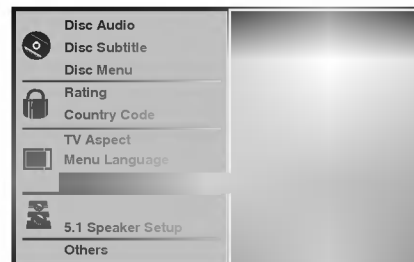 Disc Audio
Disc Subtitle
Disc Menu
Rating
Country Code
TV Aspect
Menu Language
5.1 Speaker Setup
Others